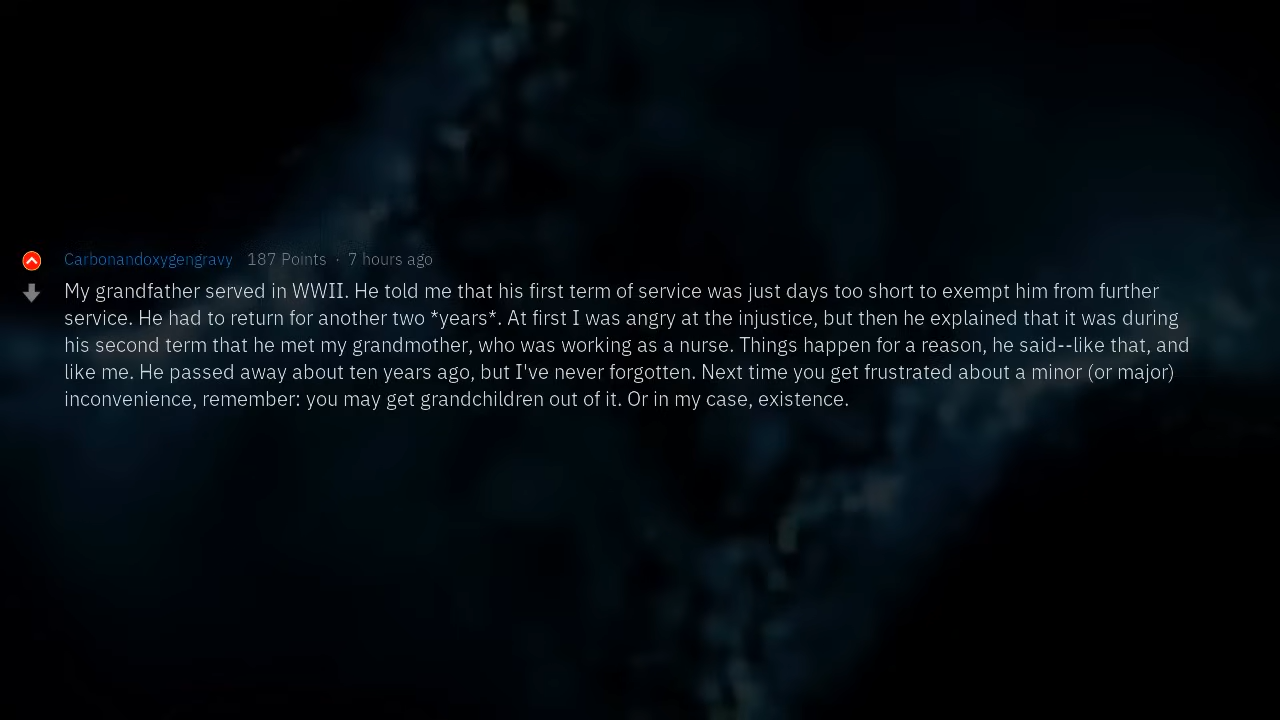 Carbonandoxygengravy 187 Points · 7 hours ago
My grandfather served in WWII. He told me that his first term of service was just days too short to exempt him from further
service. He had to return for another two *years*. At first I was angry at the injustice, but then he explained that it was during
his second term that he met my grandmother, who was working as a nurse. Things happen for a reason, he said--like that, and
like me. He passed away about ten years ago, but I've never forgotten. Next time you get frustrated about a minor (or major)
inconvenience, remember: you may get grandchildren out of it. Or in my case, existence.